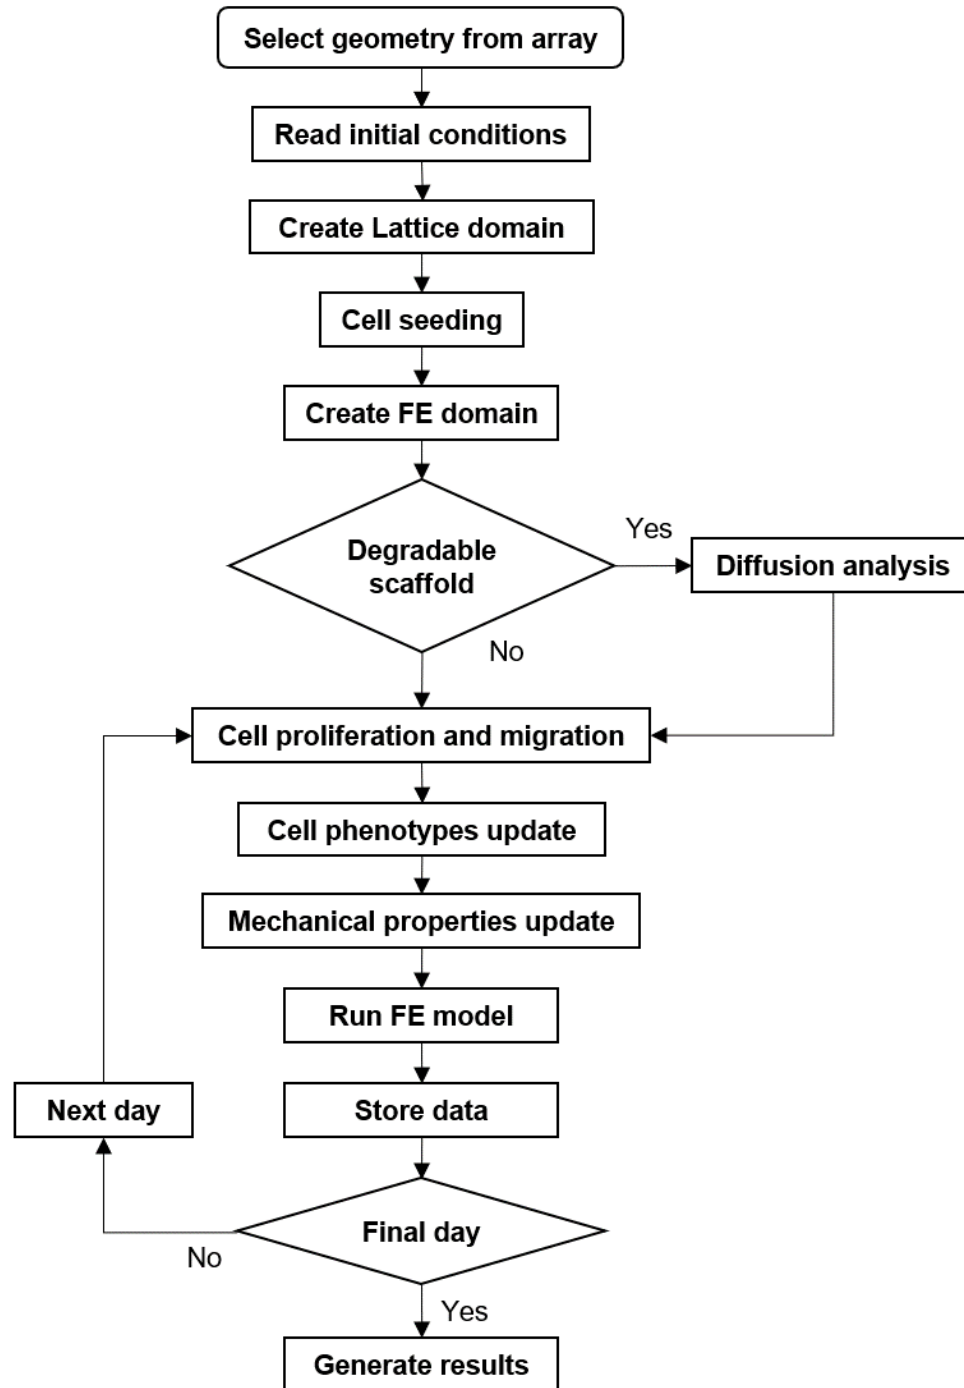 Select geometry from array
Read initial conditions
Create Lattice domain
Cell seeding
Create FE domain
Degradable
scaffold
Yes
Diffusion analysis
No
Cell proliferation and migration
Cell phenotypes update
Mechanical properties update
Run FE model
Next day
Store data
Final day
No
Yes
Generate results